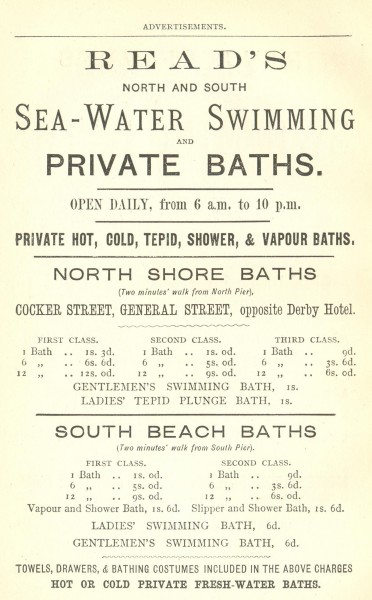 ADVERTISEMENTS.
READ'S
NORTH AND SOUTH
SEA-WATER SWIMMING
AND
PRIVATE BATHS.
OPEN DAILY, from 6 a.m. to 10 p.m.
PRIVATE HOT, COLD, TEPID, SHOWER, & VAPOUR BATHS.
NORTH SHORE BATHS
(Two minutes' walk from North Pier).
COCKER STREET, GENERAL STREET, opposite Derby Hotel.
FIRST CLASS. SECOND CLASS. THIRD CLASS.
1 Bath .. 1s. 3d. 1 Bath .. 1s. 0d. 1 Bath .. 9d.
6 „ .. 6s. 6d. 6 „ .. 5s. 0d. 6 „ .. 3s. 6d.
12 „ .. 12s. 0d. 12 „ .. 9s. 0d. 12 „ .. 6s. 0d.
GENTLEMEN'S SWIMMING BATH, 1s.
LADIES' TEPID PLUNGE BATH, 1s.
SOUTH BEACH BATHS
(Two minutes' walk from South Pier).
FIRST CLASS. SECOND CLASS.
1 Bath .. 1s. 0d. 1 Bath .. 9d.
6 „ .. 5s. 0d. 6 „ .. 3s. 6d.
12 „ .. 9s. 0d. 12 „ .. 6s. 0d.
Vapour and Shower Bath, 1s. 6d. Slipper and Shower Bath, 1s. 6d.
LADIES' SWIMMING BATH, 6d.
GENTLEMEN'S SWIMMING BATH, 6d.
TOWELS, DRAWERS, & BATHING COSTUMES INCLUDED IN THE ABOVE CHARGES
HOT OR COLD PRIVATE FRESH-WATER BATHS.